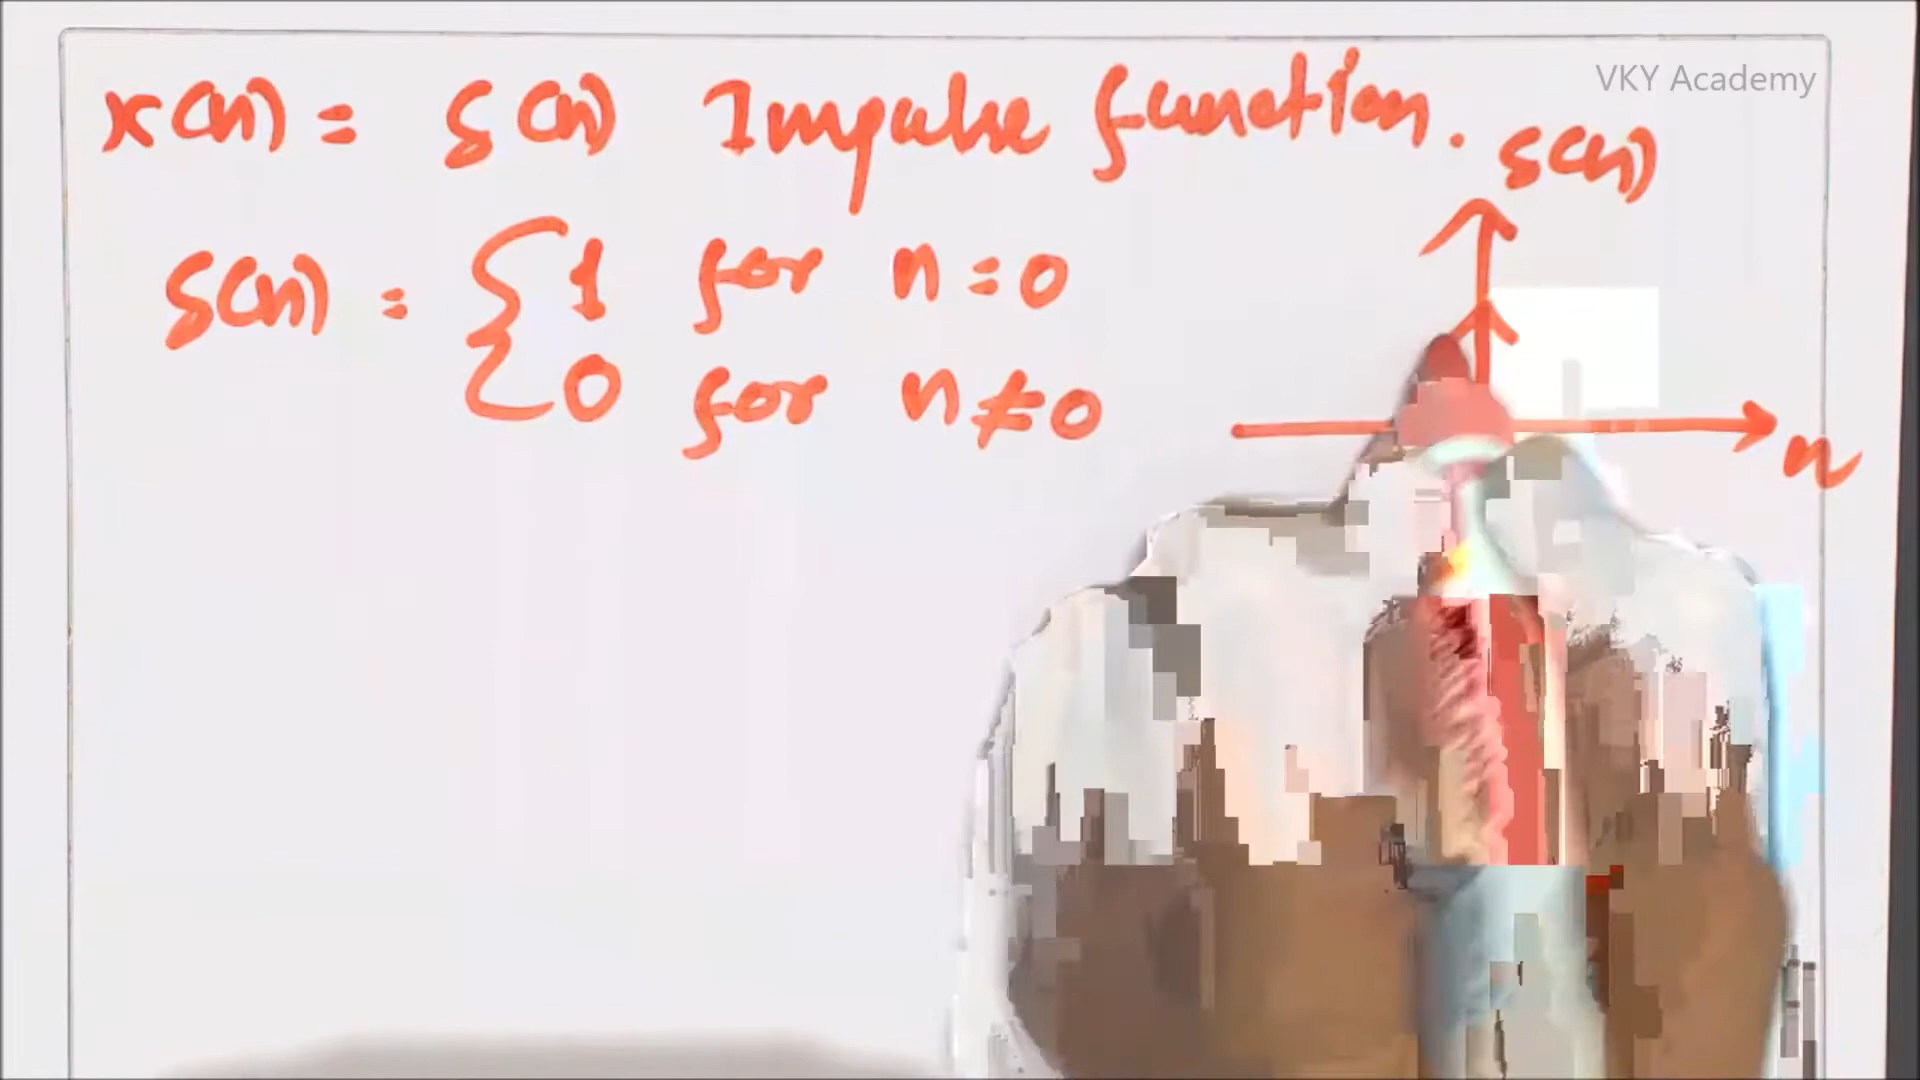 VKY Academy
x(n) = δ(n) Impulse function.
δ(n)
δ(n) = { 1 for n = 0
0 for n ≠ 0
n